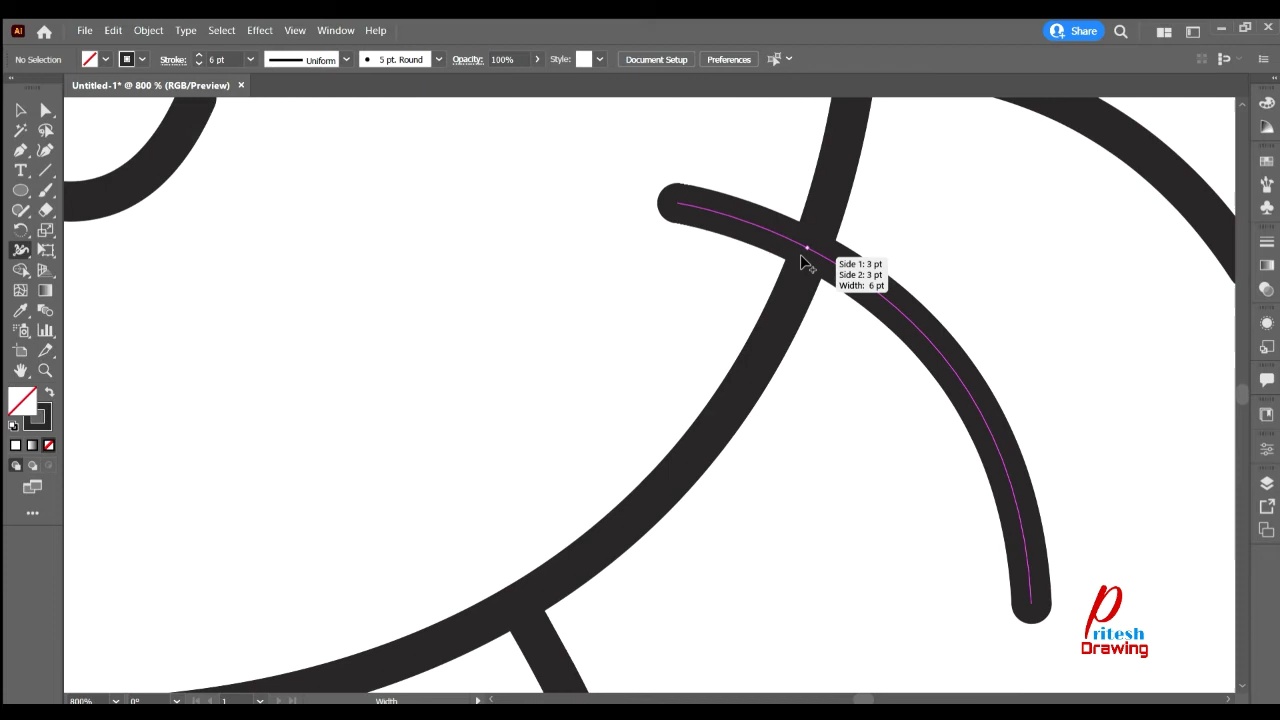 Ai File Edit Object Type Select Effect View Window Help Share
No Selection Stroke: 6 pt Uniform 5 pt. Round Opacity: 100% Style: Document Setup Preferences
Untitled-1* @ 800 % (RGB/Preview) ×
Side 1: 3 pt
Side 2: 3 pt
Width: 6 pt
Pritesh
Drawing
800% 0° 1 Width